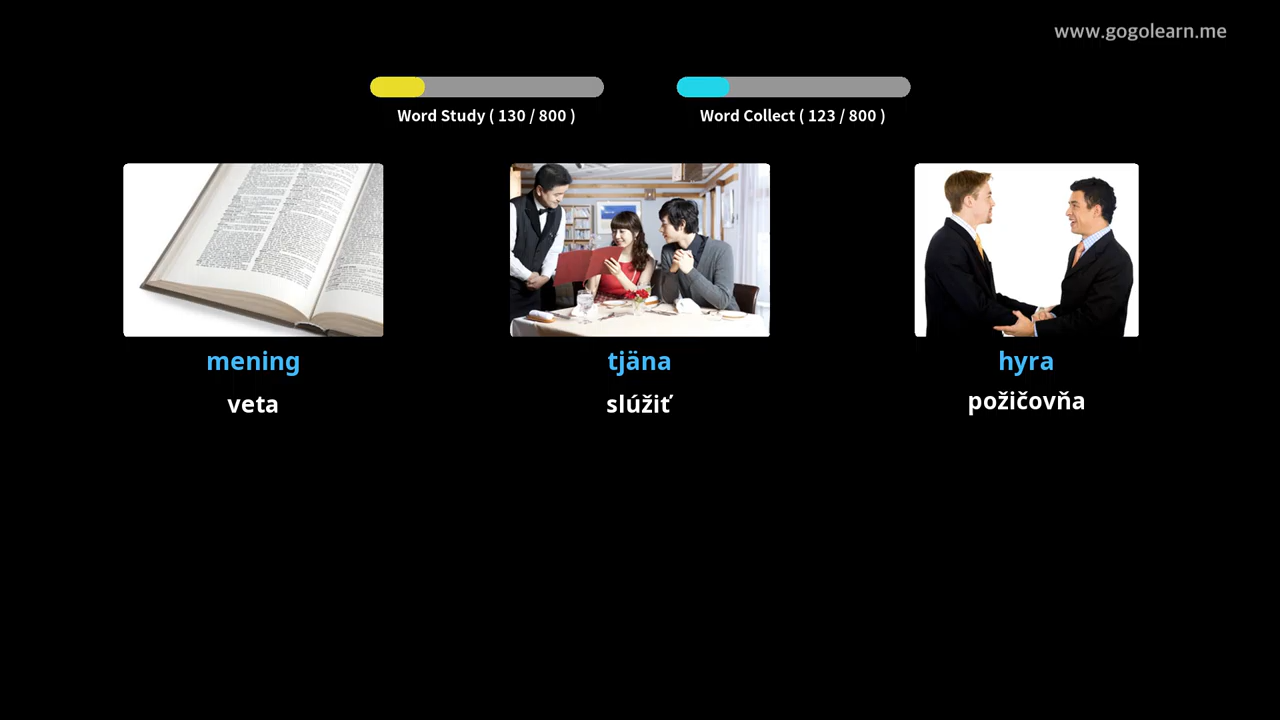 www.gogolearn.me
Word Study ( 130 / 800 )
Word Collect ( 123 / 800 )
mening
tjäna
hyra
veta
slúžiť
požičovňa